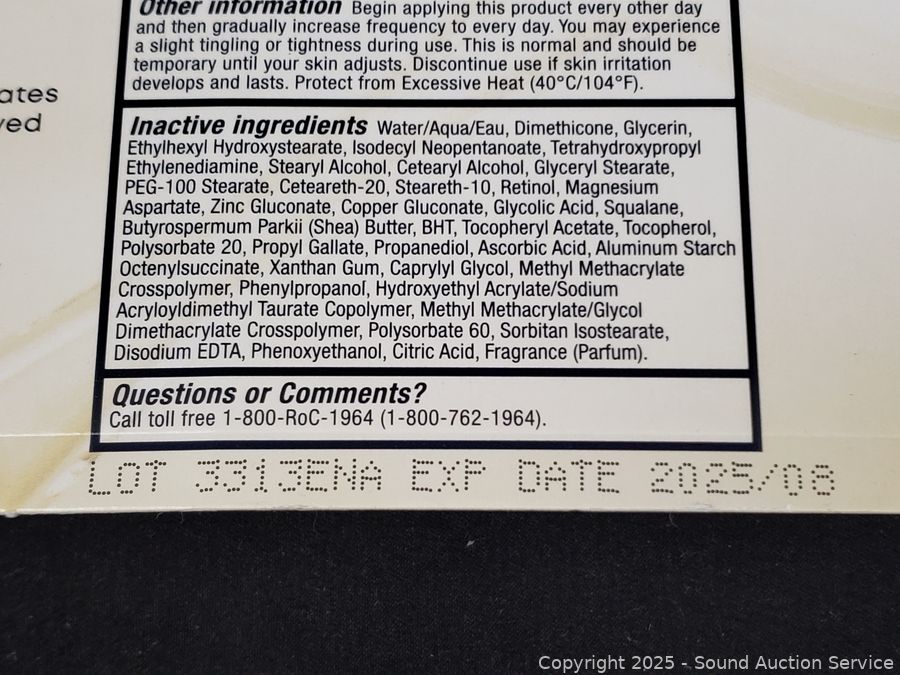 Other information Begin applying this product every other day
and then gradually increase frequency to every day. You may experience
a slight tingling or tightness during use. This is normal and should be
temporary until your skin adjusts. Discontinue use if skin irritation
develops and lasts. Protect from Excessive Heat (40°C/104°F).
ates
ved
Inactive ingredients Water/Aqua/Eau, Dimethicone, Glycerin,
Ethylhexyl Hydroxystearate, Isodecyl Neopentanoate, Tetrahydroxypropyl
Ethylenediamine, Stearyl Alcohol, Cetearyl Alcohol, Glyceryl Stearate,
PEG-100 Stearate, Ceteareth-20, Steareth-10, Retinol, Magnesium
Aspartate, Zinc Gluconate, Copper Gluconate, Glycolic Acid, Squalane,
Butyrospermum Parkii (Shea) Butter, BHT, Tocopheryl Acetate, Tocopherol,
Polysorbate 20, Propyl Gallate, Propanediol, Ascorbic Acid, Aluminum Starch
Octenylsuccinate, Xanthan Gum, Caprylyl Glycol, Methyl Methacrylate
Crosspolymer, Phenylpropanol, Hydroxyethyl Acrylate/Sodium
Acryloyldimethyl Taurate Copolymer, Methyl Methacrylate/Glycol
Dimethacrylate Crosspolymer, Polysorbate 60, Sorbitan Isostearate,
Disodium EDTA, Phenoxyethanol, Citric Acid, Fragrance (Parfum).
Questions or Comments?
Call toll free 1-800-RoC-1964 (1-800-762-1964).
LOT 3313ENA EXP DATE 2025/08
Copyright 2025 - Sound Auction Service